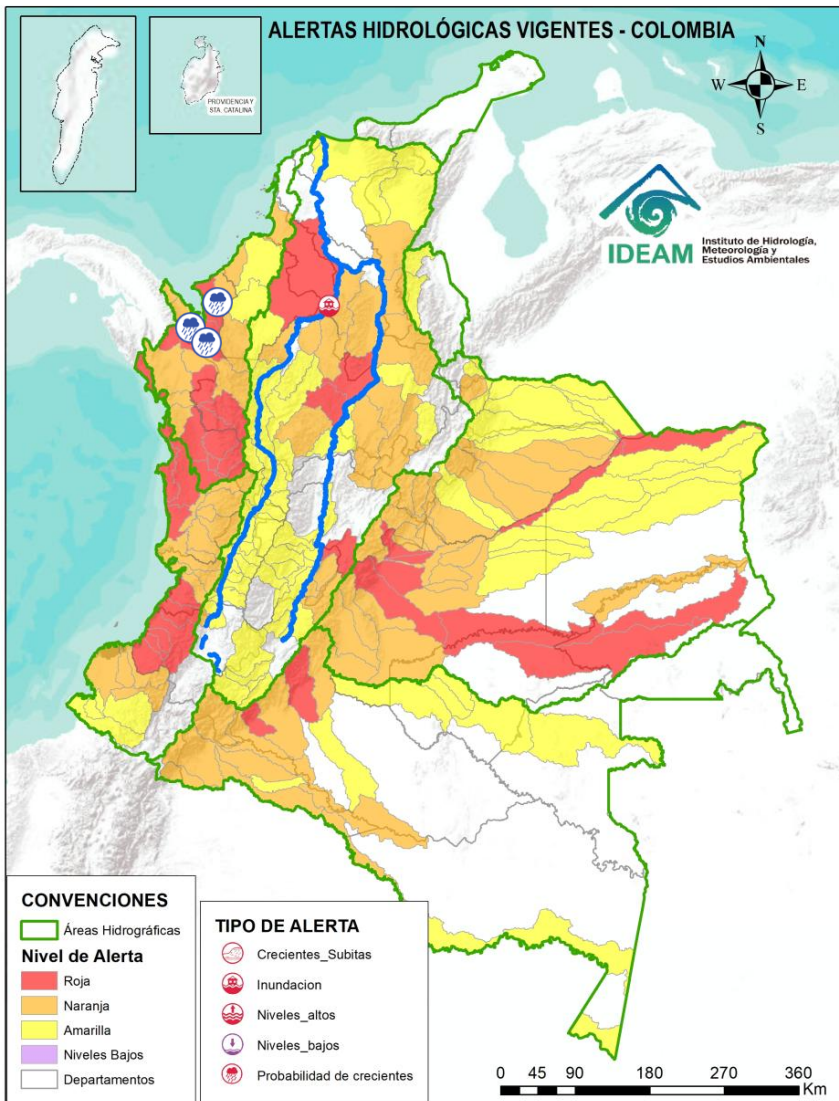 ALERTAS HIDROLÓGICAS VIGENTES - COLOMBIA
PROVIDENCIA Y
STA. CATALINA
N
W
E
S
IDEAM
Instituto de Hidrología,
Meteorología y
Estudios Ambientales
CONVENCIONES
Áreas Hidrográficas
Nivel de Alerta
Roja
Naranja
Amarilla
Niveles Bajos
Departamentos
TIPO DE ALERTA
Crecientes_Subitas
Inundacion
Niveles_altos
Niveles_bajos
Probabilidad de crecientes
0 45 90 180 270 360
Km